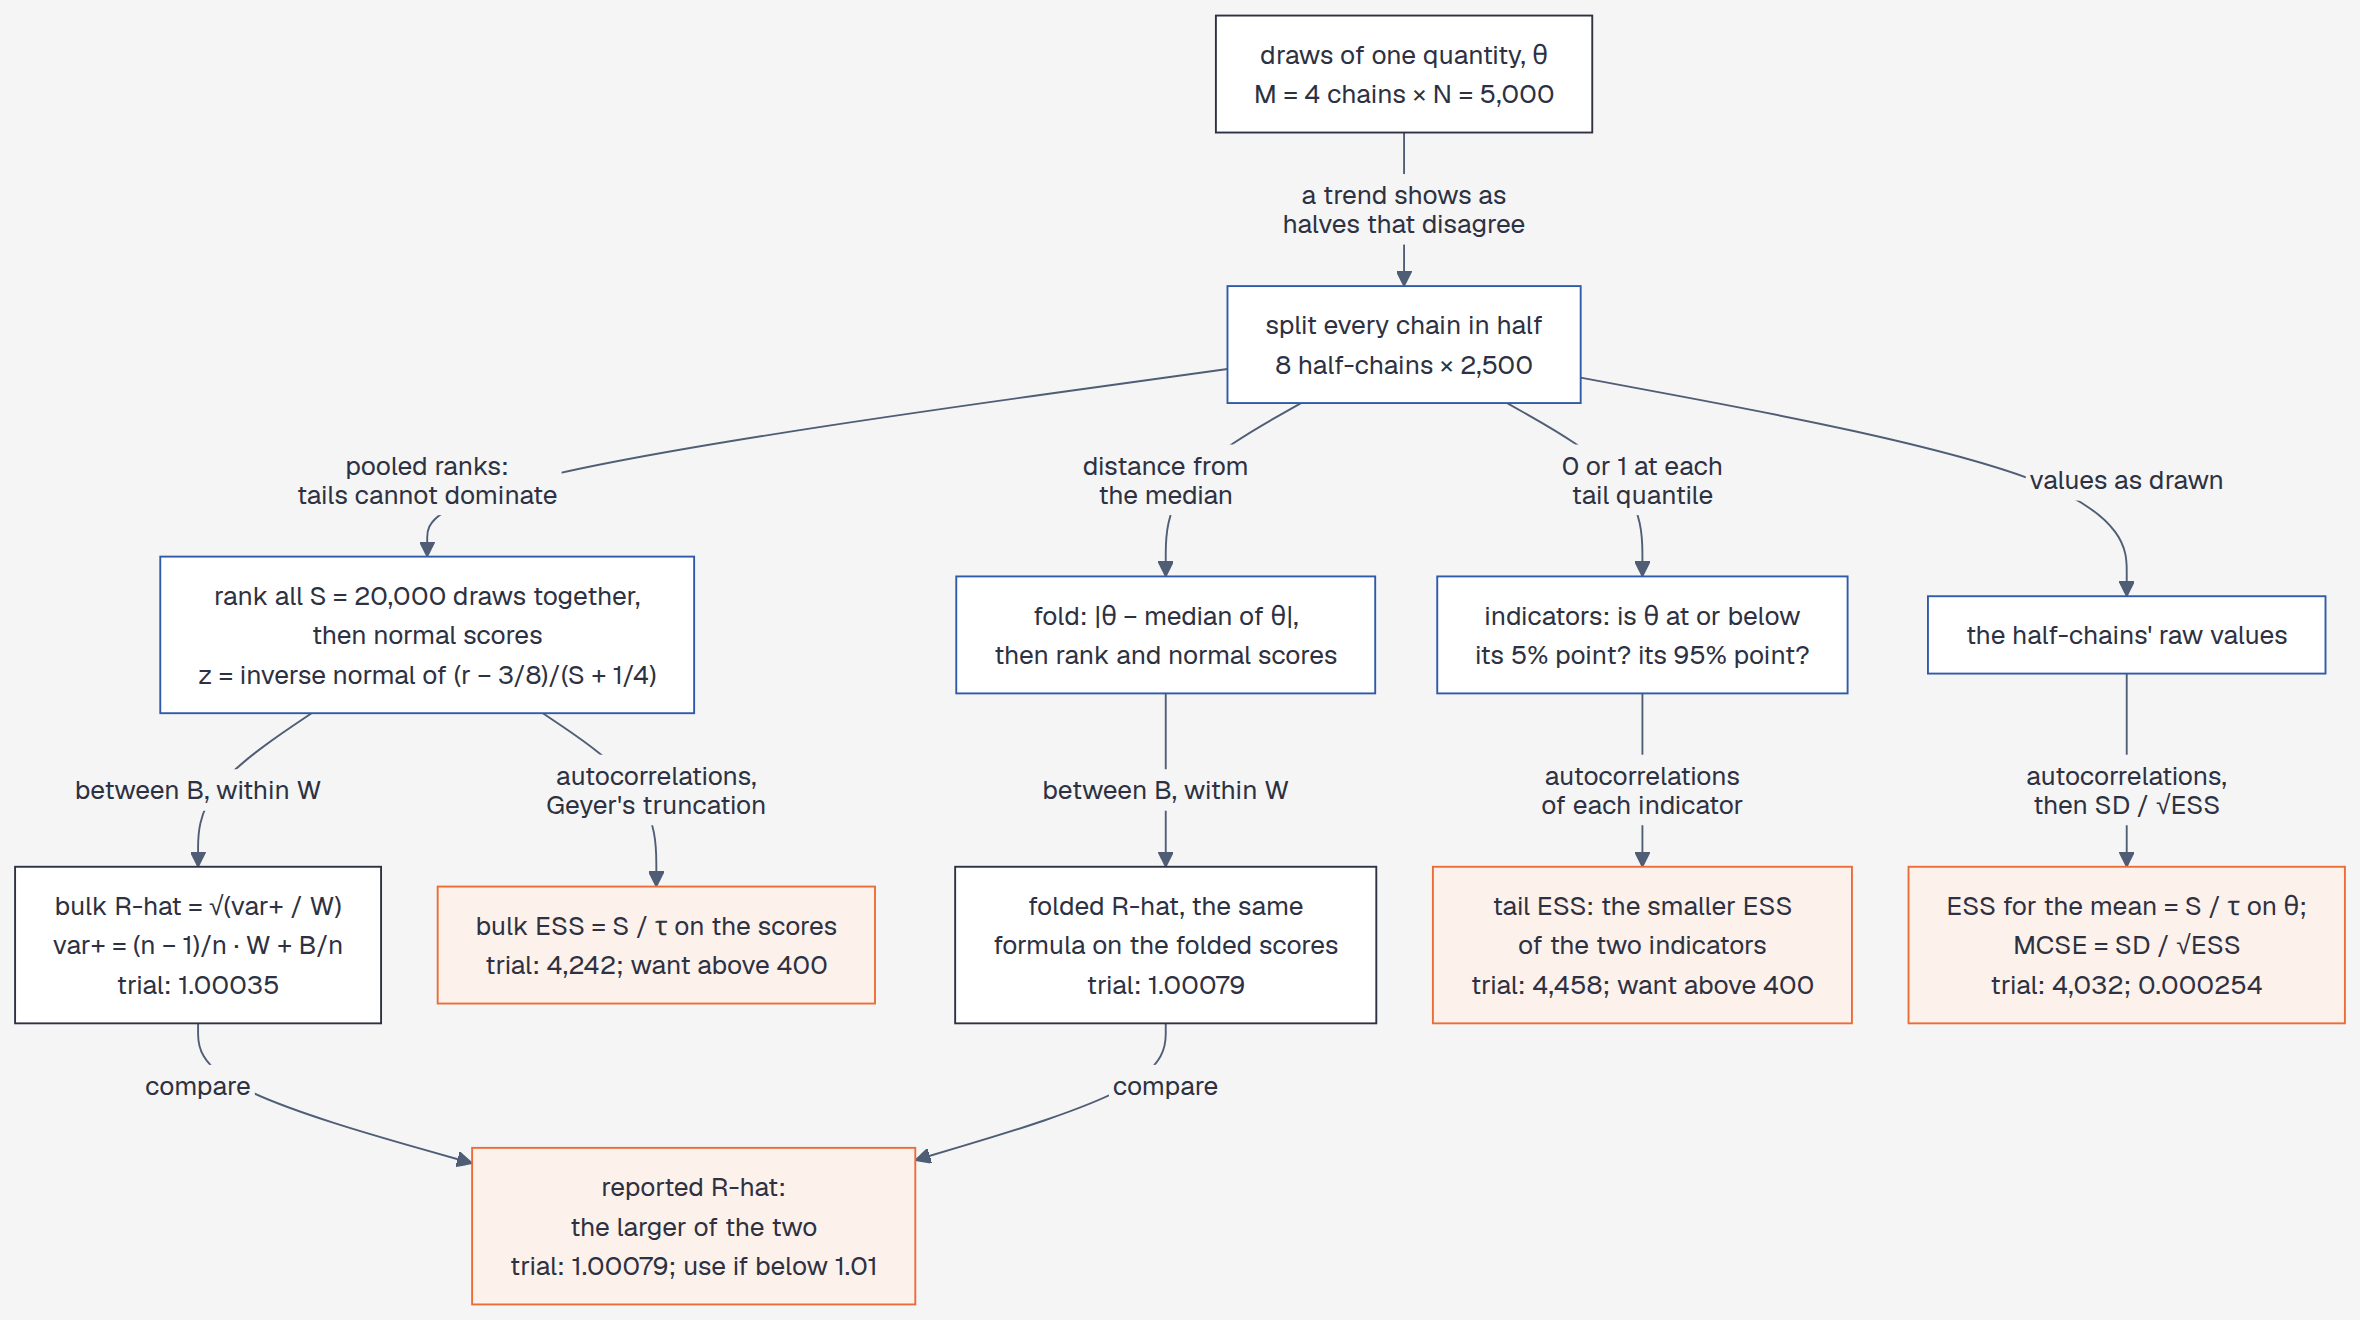 draws of one quantity, θ
M = 4 chains × N = 5,000
a trend shows as
halves that disagree
split every chain in half
8 half-chains × 2,500
pooled ranks:
tails cannot dominate
distance from
the median
0 or 1 at each
tail quantile
values as drawn
rank all S = 20,000 draws together,
then normal scores
z = inverse normal of (r − 3/8)/(S + 1/4)
fold: |θ − median of θ|,
then rank and normal scores
indicators: is θ at or below
its 5% point? its 95% point?
the half-chains' raw values
between B, within W
autocorrelations,
Geyer's truncation
between B, within W
autocorrelations
of each indicator
autocorrelations,
then SD / √ESS
bulk R-hat = √(var+ / W)
var+ = (n − 1)/n · W + B/n
trial: 1.00035
bulk ESS = S / τ on the scores
trial: 4,242; want above 400
folded R-hat, the same
formula on the folded scores
trial: 1.00079
tail ESS: the smaller ESS
of the two indicators
trial: 4,458; want above 400
ESS for the mean = S / τ on θ;
MCSE = SD / √ESS
trial: 4,032; 0.000254
compare
compare
reported R-hat:
the larger of the two
trial: 1.00079; use if below 1.01